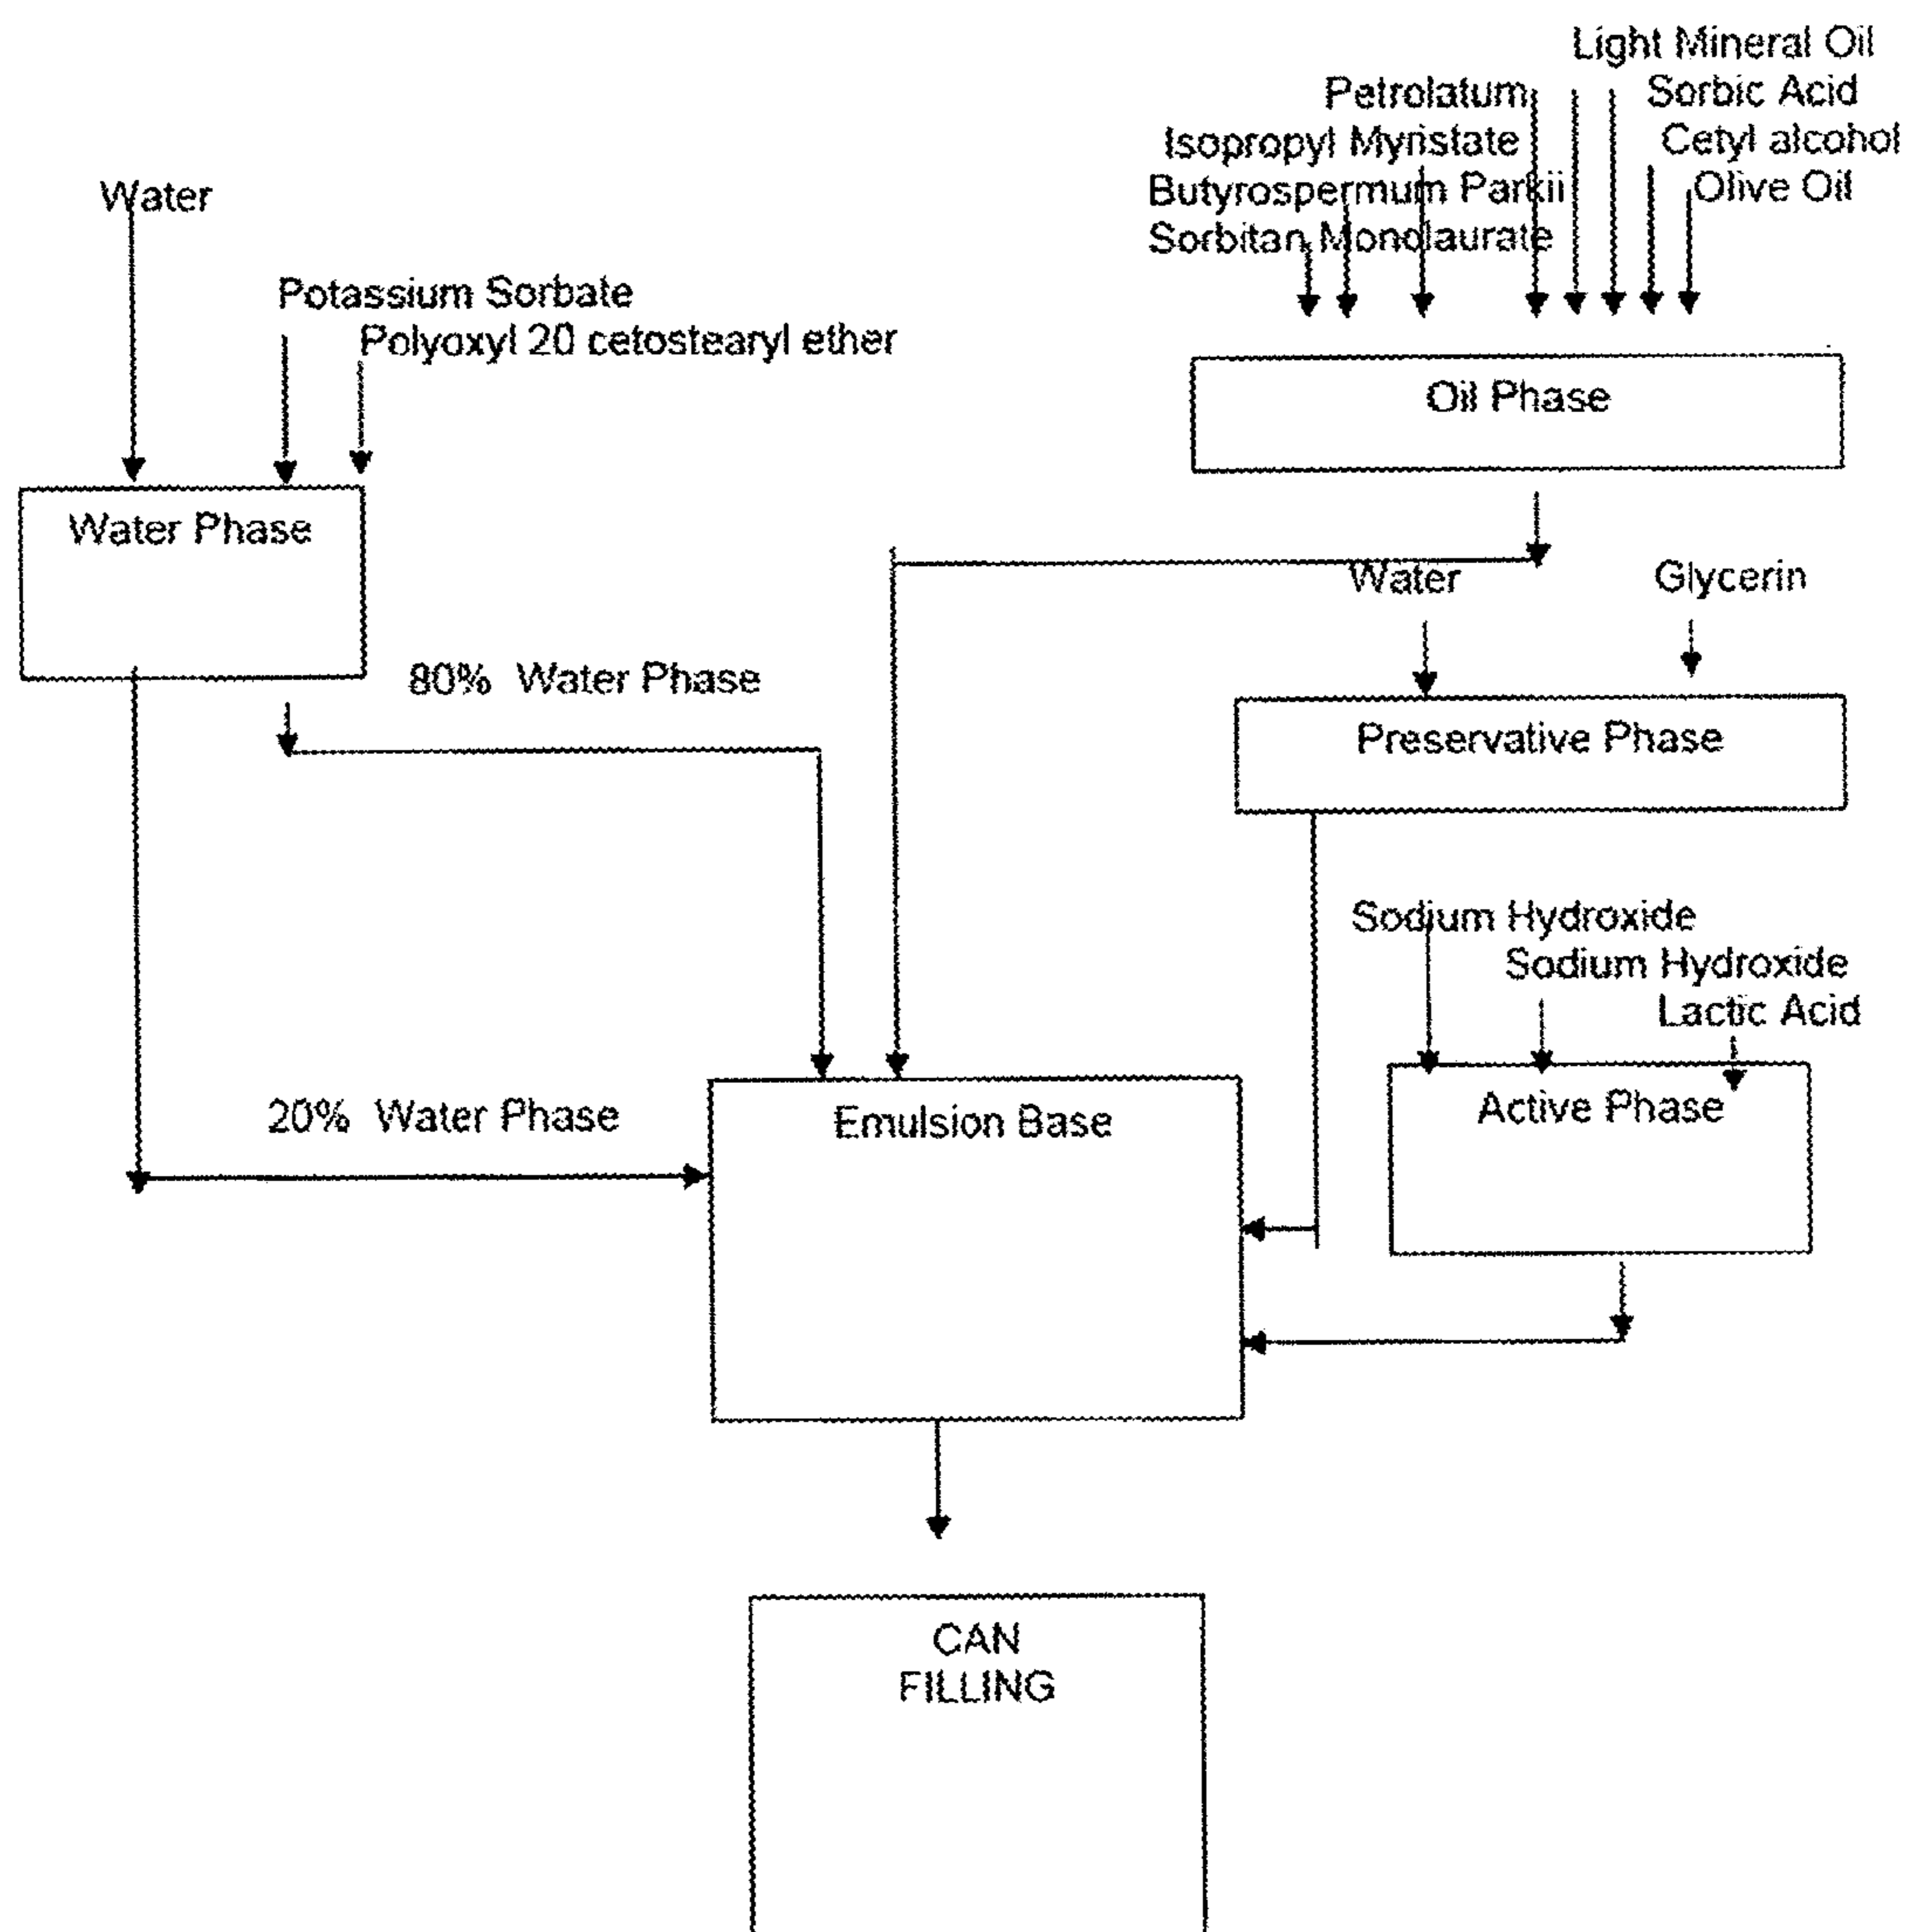 Light Mineral Oil
Petrolatum
Sorbic Acid
Isopropyl Myristate
Cetyl alcohol
Butyrospermum Parkii
Olive Oil
Sorbitan Monolaurate
Water
Potassium Sorbate
Polyoxyl 20 cetostearyl ether
Oil Phase
Water Phase
Water
Glycerin
80% Water Phase
Preservative Phase
Sodium Hydroxide
Sodium Hydroxide
Lactic Acid
Active Phase
20% Water Phase
Emulsion Base
CAN
FILLING